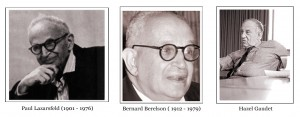 Paul Lazarsfeld (1901 - 1976)
Bernard Berelson ( 1912 - 1979)
Hazel Gaudet